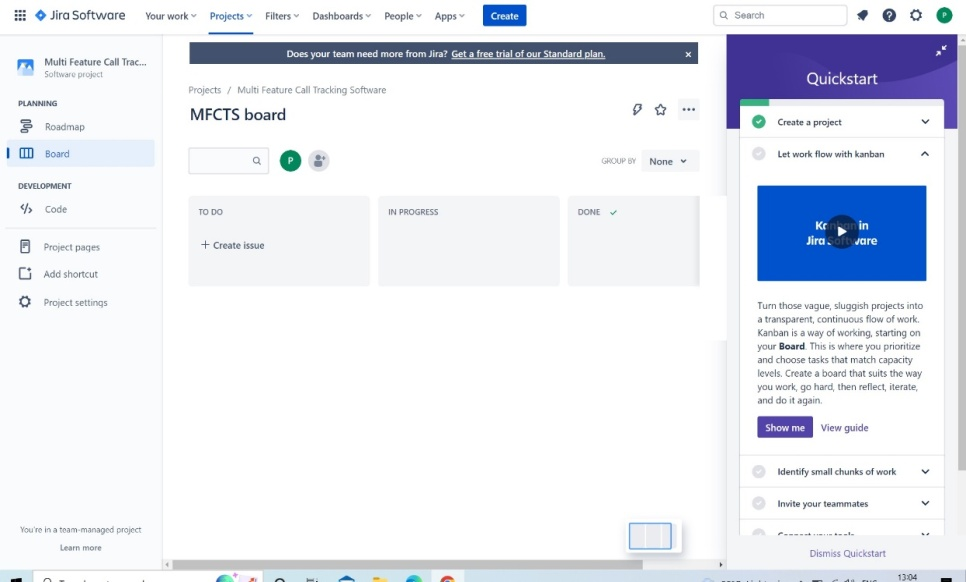 Jira Software
Your work
Projects
Filters
Dashboards
People
Apps
Create
Search
P
Multi Feature Call Trac...
Software project
PLANNING
Roadmap
Board
DEVELOPMENT
Code
Project pages
Add shortcut
Project settings
You're in a team-managed project
Learn more
Does your team need more from Jira? Get a free trial of our Standard plan.
Projects / Multi Feature Call Tracking Software
MFCTS board
P
GROUP BY
None
TO DO
+ Create issue
IN PROGRESS
DONE
Quickstart
Create a project
Let work flow with kanban
Kanban in
Jira Software
Turn those vague, sluggish projects into
a transparent, continuous flow of work.
Kanban is a way of working, starting on
your Board. This is where you prioritize
and choose tasks that match capacity
levels. Create a board that suits the way
you work, go hard, then reflect, iterate,
and do it again.
Show me
View guide
Identify small chunks of work
Invite your teammates
Connect your tools
Dismiss Quickstart
13:04